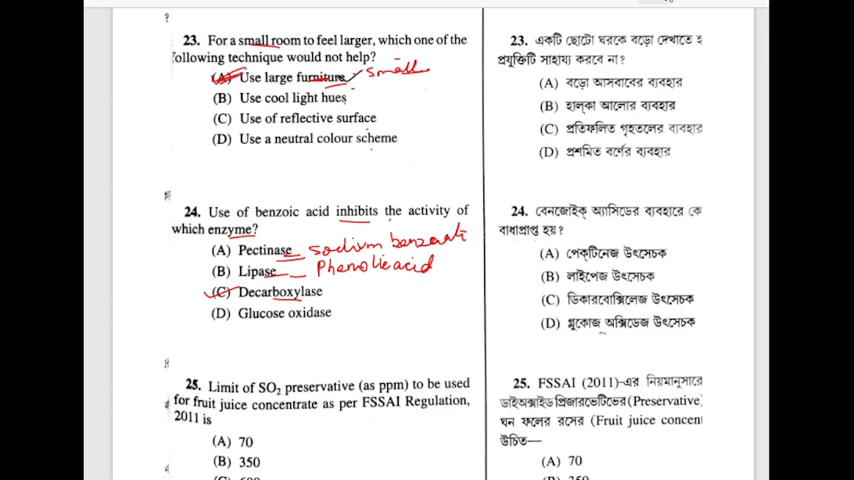 23. For a small room to feel larger, which one of the
following technique would not help?
(A) Use large furniture small
(B) Use cool light hues
(C) Use of reflective surface
(D) Use a neutral colour scheme
24. Use of benzoic acid inhibits the activity of
which enzyme?
(A) Pectinase Sodium benzoate
(B) Lipase Phenolic acid
(C) Decarboxylase
(D) Glucose oxidase
25. Limit of SO2 preservative (as ppm) to be used
for fruit juice concentrate as per FSSAI Regulation,
2011 is
(A) 70
(B) 350
23. একটি ছোটো ঘরকে বড়ো দেখাতে
প্রযুক্তিটি সাহায্য করবে না?
(A) বড়ো আসবাবের ব্যবহার
(B) হাল্কা আলোর ব্যবহার
(C) প্রতিফলিত গৃহতলের ব্যবহার
(D) প্রশমিত বর্ণের ব্যবহার
24. বেনজোইক্ অ্যাসিডের ব্যবহারে কে
বাধাপ্রাপ্ত হয়?
(A) পেক্‌টিনেজ উৎসেচক
(B) লাইপেজ উৎসেচক
(C) ডিকারবোক্সিলেজ উৎসেচক
(D) গ্লুকোজ অক্সিডেজ উৎসেচক
25. FSSAI (2011)-এর নিয়মানুসারে
ডাইঅক্সাইড প্রিজারভেটিভের (Preservative)
ঘন ফলের রসের (Fruit juice concen
উচিত—
(A) 70